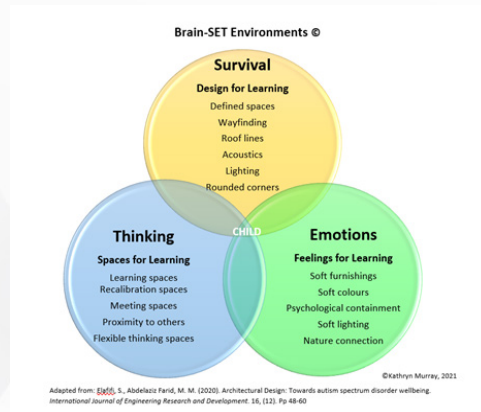 Brain-SET Environments ©
Survival
Design for Learning
Defined spaces
Wayfinding
Roof lines
Acoustics
Lighting
Rounded corners
CHILD
Thinking
Spaces for Learning
Learning spaces
Recalibration spaces
Meeting spaces
Proximity to others
Flexible thinking spaces
Emotions
Feelings for Learning
Soft furnishings
Soft colours
Psychological containment
Soft lighting
Nature connection
©Kathryn Murray, 2021
Adapted from: Elafifi, S., Abdelaziz Farid, M. M. (2020). Architectural Design: Towards autism spectrum disorder wellbeing.
International Journal of Engineering Research and Development. 16, (12). Pp 48-60